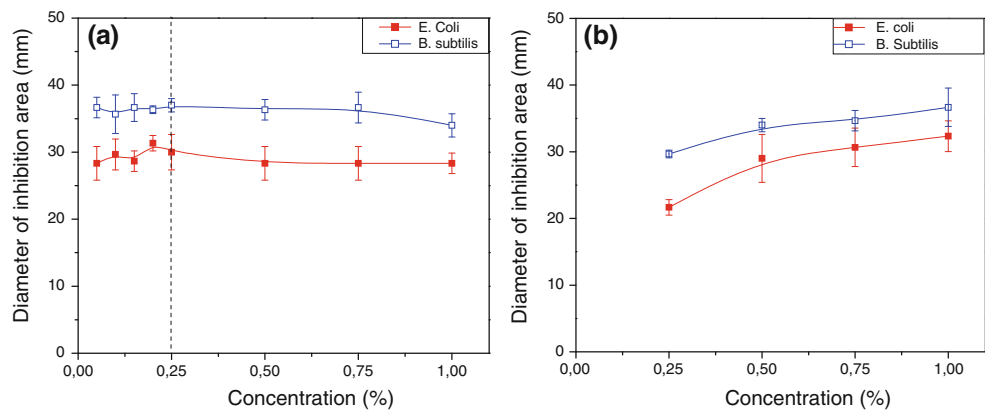 (a)
E. Coli
B. subtilis
Diameter of inhibition area (mm)
50
40
30
20
10
0
0,00 0,25 0,50 0,75 1,00
Concentration (%)
(b)
E. coli
B. Subtilis
Diameter of inhibition area (mm)
50
40
30
20
10
0
0,00 0,25 0,50 0,75 1,00
Concentration (%)